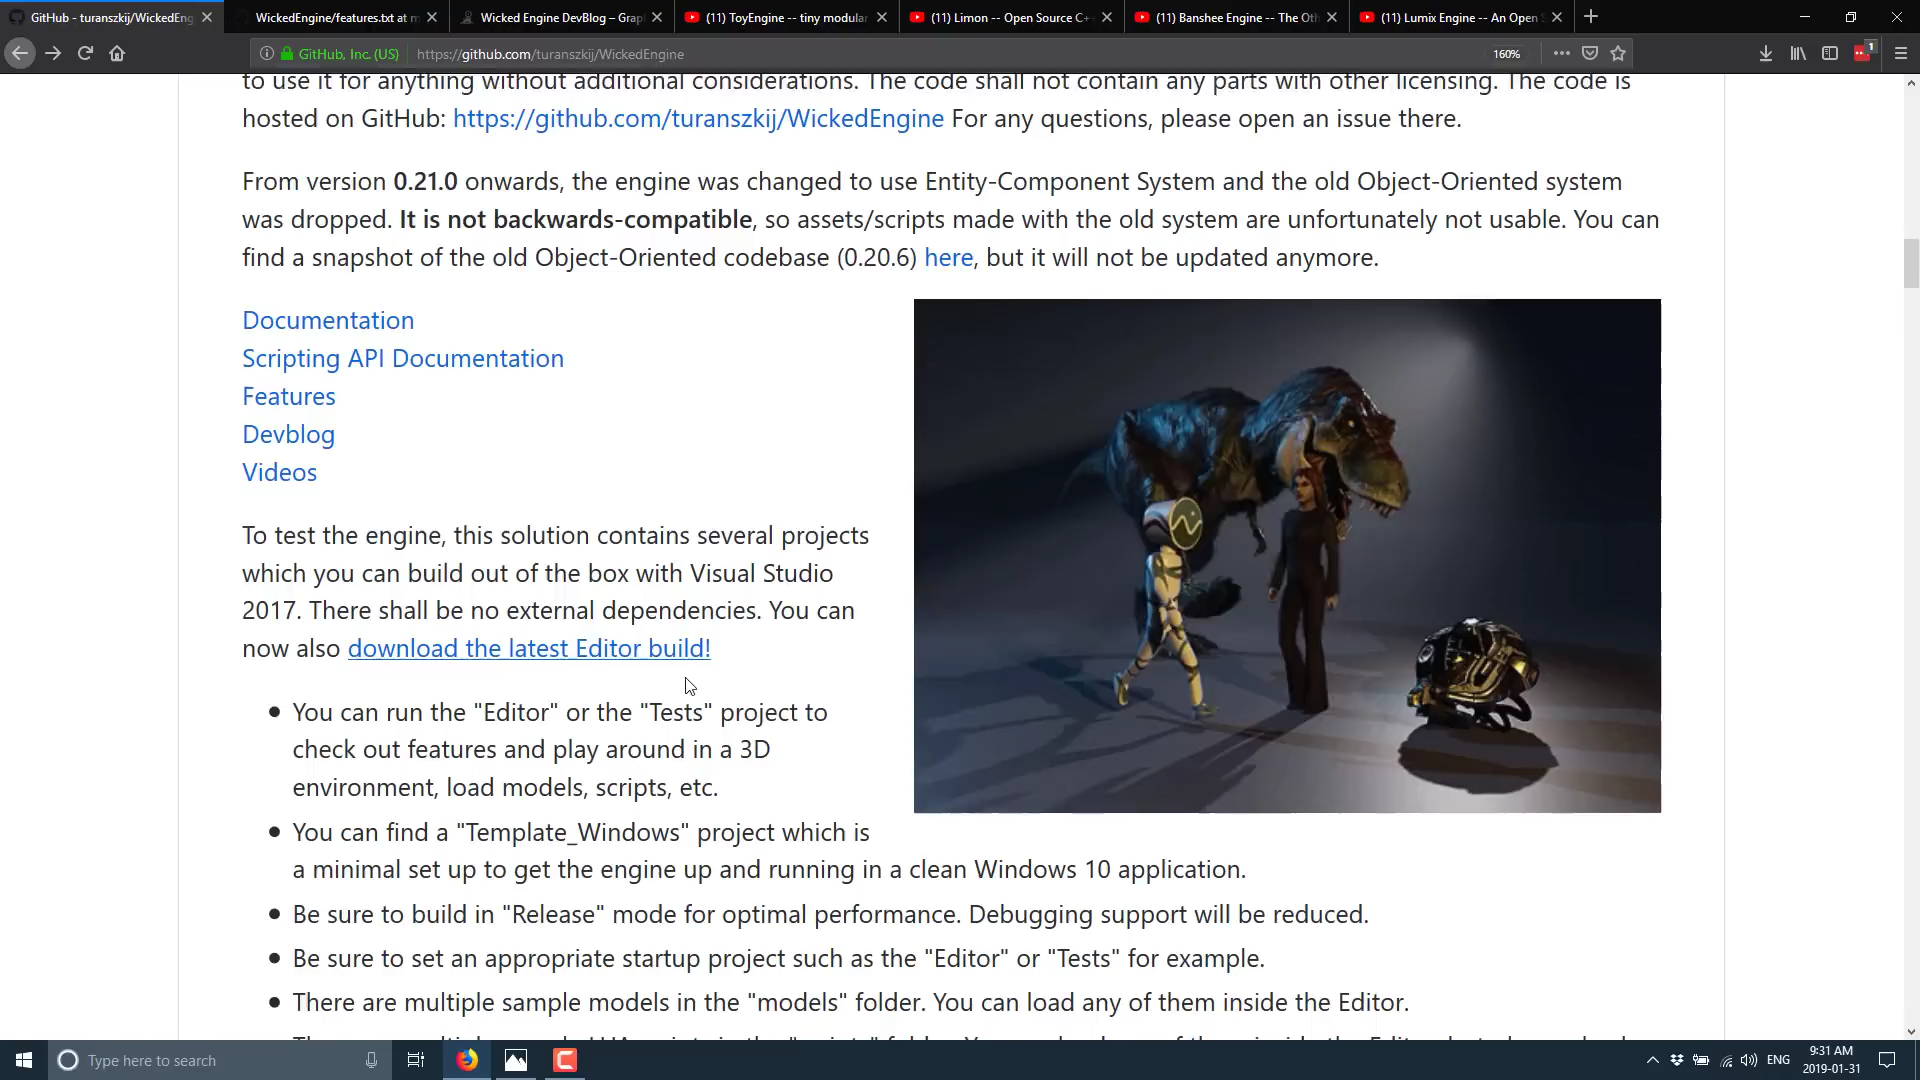 GitHub - turanszkij/WickedEng
WickedEngine/features.txt at m
Wicked Engine DevBlog – Grap
(11) ToyEngine -- tiny modular
(11) Limon -- Open Source C+
(11) Banshee Engine -- The Oth
(11) Lumix Engine -- An Open S
GitHub, Inc. (US)
https://github.com/turanszkij/WickedEngine
160%
1
to use it for anything without additional considerations. The code shall not contain any parts with other licensing. The code is
hosted on GitHub: https://github.com/turanszkij/WickedEngine For any questions, please open an issue there.
From version 0.21.0 onwards, the engine was changed to use Entity-Component System and the old Object-Oriented system
was dropped. It is not backwards-compatible, so assets/scripts made with the old system are unfortunately not usable. You can
find a snapshot of the old Object-Oriented codebase (0.20.6) here, but it will not be updated anymore.
Documentation
Scripting API Documentation
Features
Devblog
Videos
To test the engine, this solution contains several projects
which you can build out of the box with Visual Studio
2017. There shall be no external dependencies. You can
now also download the latest Editor build!
You can run the "Editor" or the "Tests" project to
check out features and play around in a 3D
environment, load models, scripts, etc.
You can find a "Template_Windows" project which is
a minimal set up to get the engine up and running in a clean Windows 10 application.
Be sure to build in "Release" mode for optimal performance. Debugging support will be reduced.
Be sure to set an appropriate startup project such as the "Editor" or "Tests" for example.
There are multiple sample models in the "models" folder. You can load any of them inside the Editor.
Type here to search
ENG
9:31 AM
2019-01-31